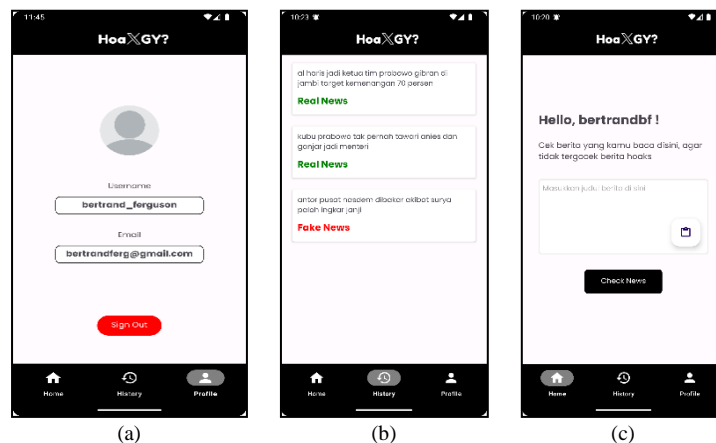 11:45
HoaXGY?
Username
bertrand_ferguson
Email
bertrandferg@gmail.com
Sign Out
Home History Profile
(a)
10:23
HoaXGY?
al haris jadi ketua tim prabowo gibran di
jambi target kemenangan 70 persen
Real News
kubu prabowo tak pernah tawari anies dan
ganjar jadi menteri
Real News
antor pusat nasdem dibakar akibat surya
paloh ingkar janji
Fake News
Home History Profile
(b)
10:20
HoaXGY?
Hello, bertrandbf !
Cek berita yang kamu baca disini, agar
tidak tergocek berita hoaks
Masukkan judul berita di sini
Check News
Home History Profile
(c)